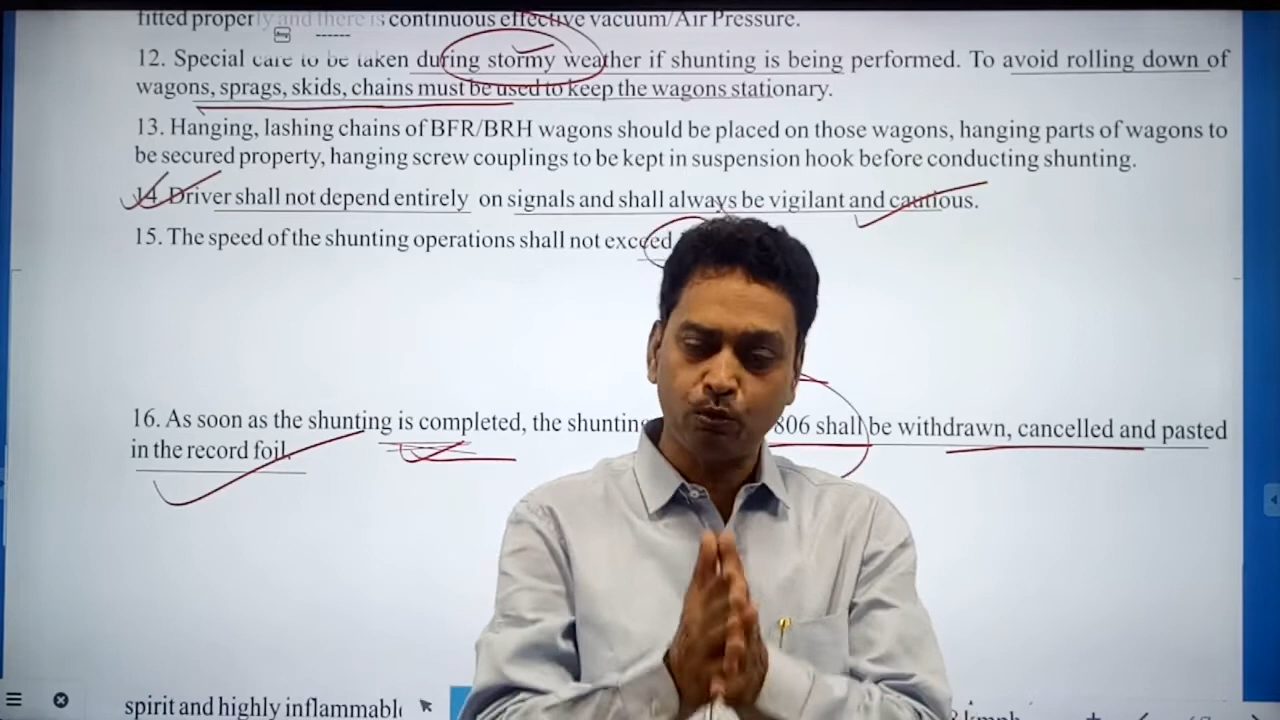 fitted properly and there is continuous effective vacuum/Air Pressure.
12. Special care to be taken during stormy weather if shunting is being performed. To avoid rolling down of
wagons, sprags, skids, chains must be used to keep the wagons stationary.
13. Hanging, lashing chains of BFR/BRH wagons should be placed on those wagons, hanging parts of wagons to
be secured property, hanging screw couplings to be kept in suspension hook before conducting shunting.
14. Driver shall not depend entirely on signals and shall always be vigilant and cautious.
15. The speed of the shunting operations shall not exceed
16. As soon as the shunting is completed, the shunting 806 shall be withdrawn, cancelled and pasted
in the record foil.
spirit and highly inflammable kmph